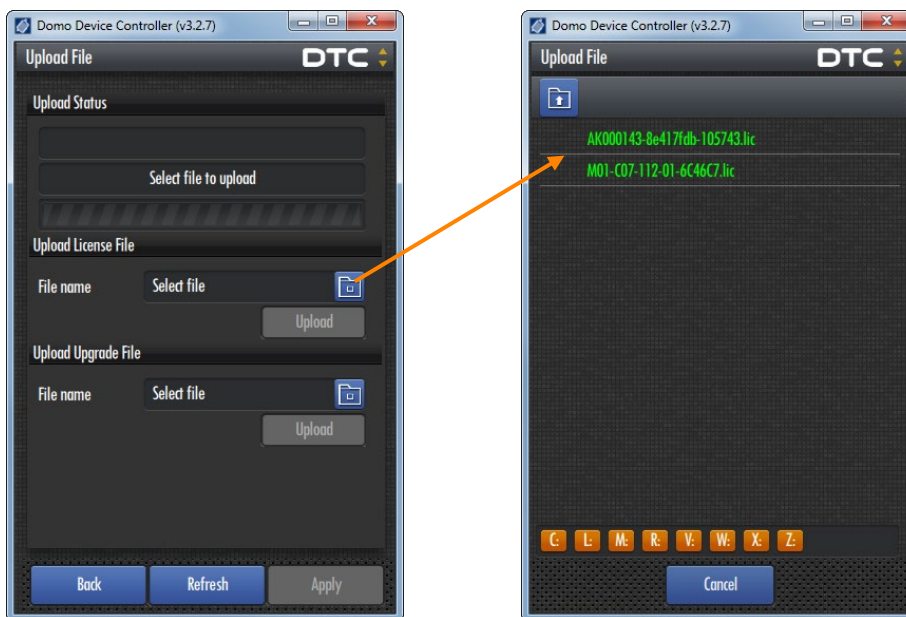 Domo Device Controller (v3.2.7)
Upload File
DTC
Upload Status
Select file to upload
Upload License File
File name Select file
Upload
Upload Upgrade File
File name Select file
Upload
Back Refresh Apply
Domo Device Controller (v3.2.7)
Upload File
DTC
AK000143-8e417fdb-105743.lic
M01-C07-112-01-6C46C7.lic
C: L: M: R: V: W: X: Z:
Cancel